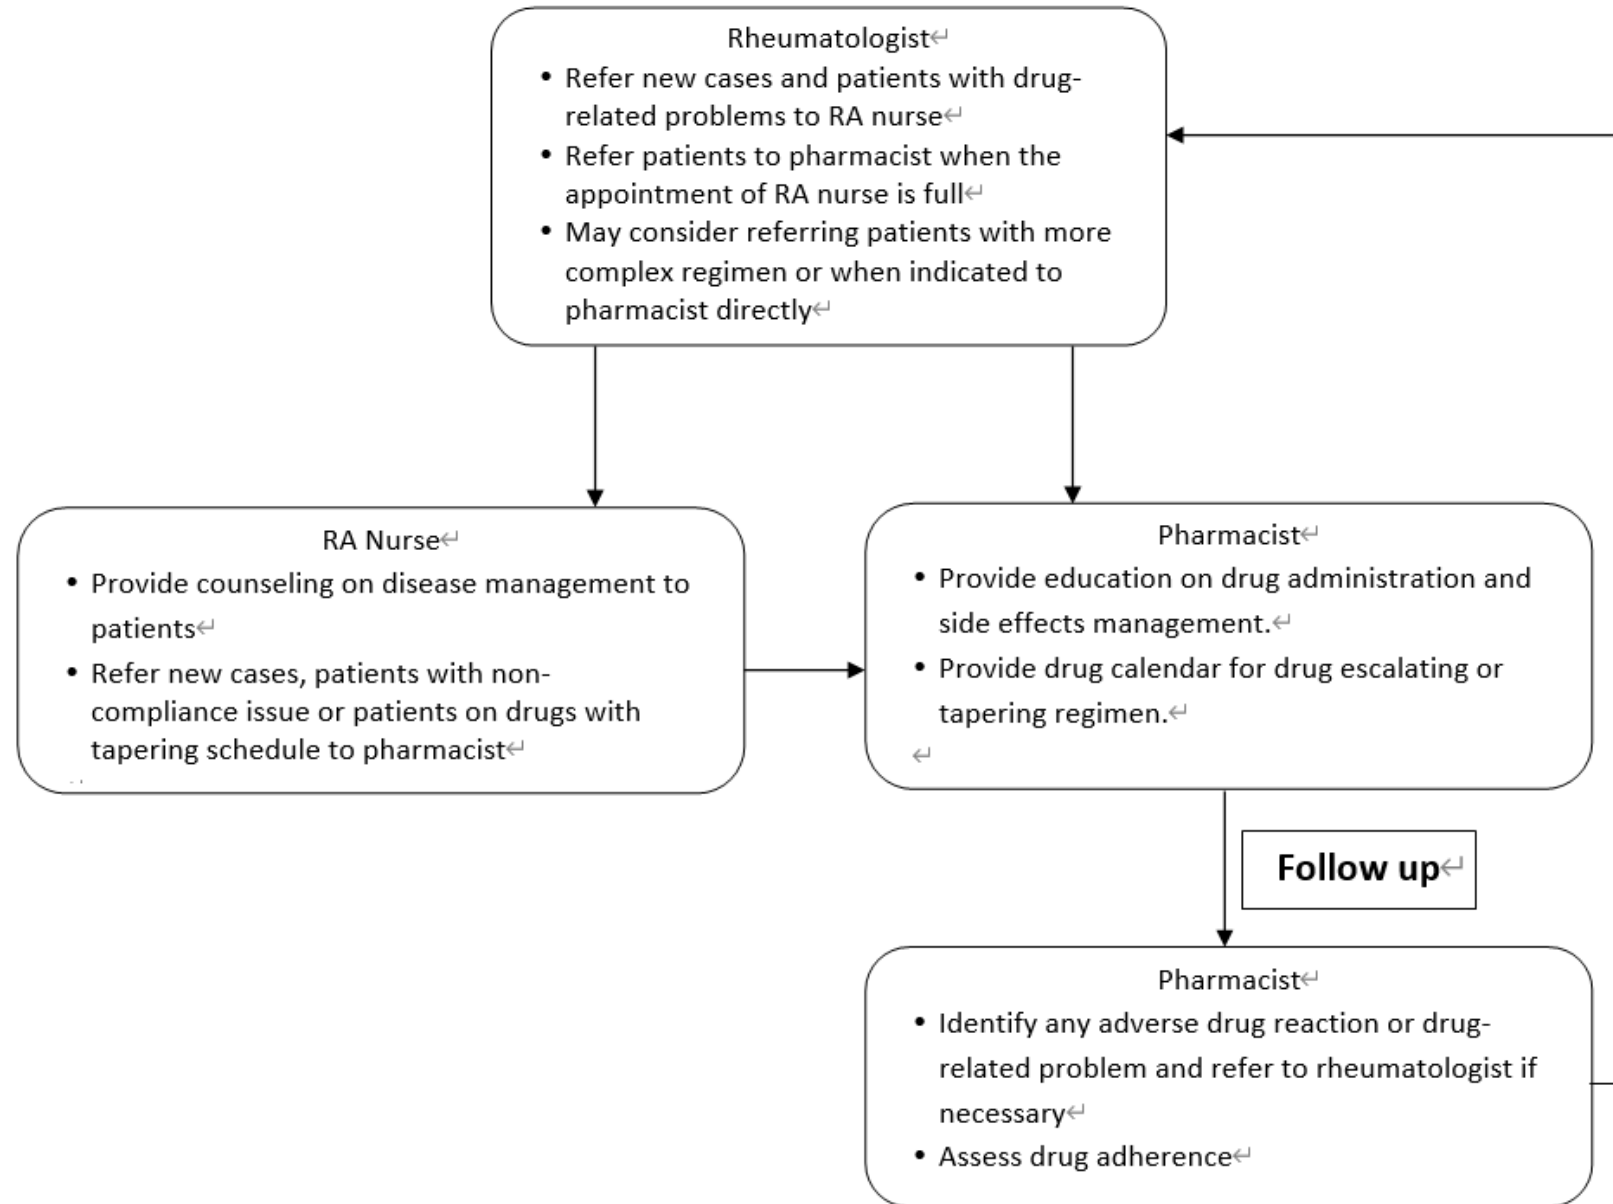 Rheumatologist↵
• Refer new cases and patients with drug-
related problems to RA nurse↵
• Refer patients to pharmacist when the
appointment of RA nurse is full↵
• May consider referring patients with more
complex regimen or when indicated to
pharmacist directly↵
RA Nurse↵
• Provide counseling on disease management to
patients↵
• Refer new cases, patients with non-
compliance issue or patients on drugs with
tapering schedule to pharmacist↵
Pharmacist↵
• Provide education on drug administration and
side effects management.↵
• Provide drug calendar for drug escalating or
tapering regimen.↵
↵
Follow up↵
Pharmacist↵
• Identify any adverse drug reaction or drug-
related problem and refer to rheumatologist if
necessary↵
• Assess drug adherence↵